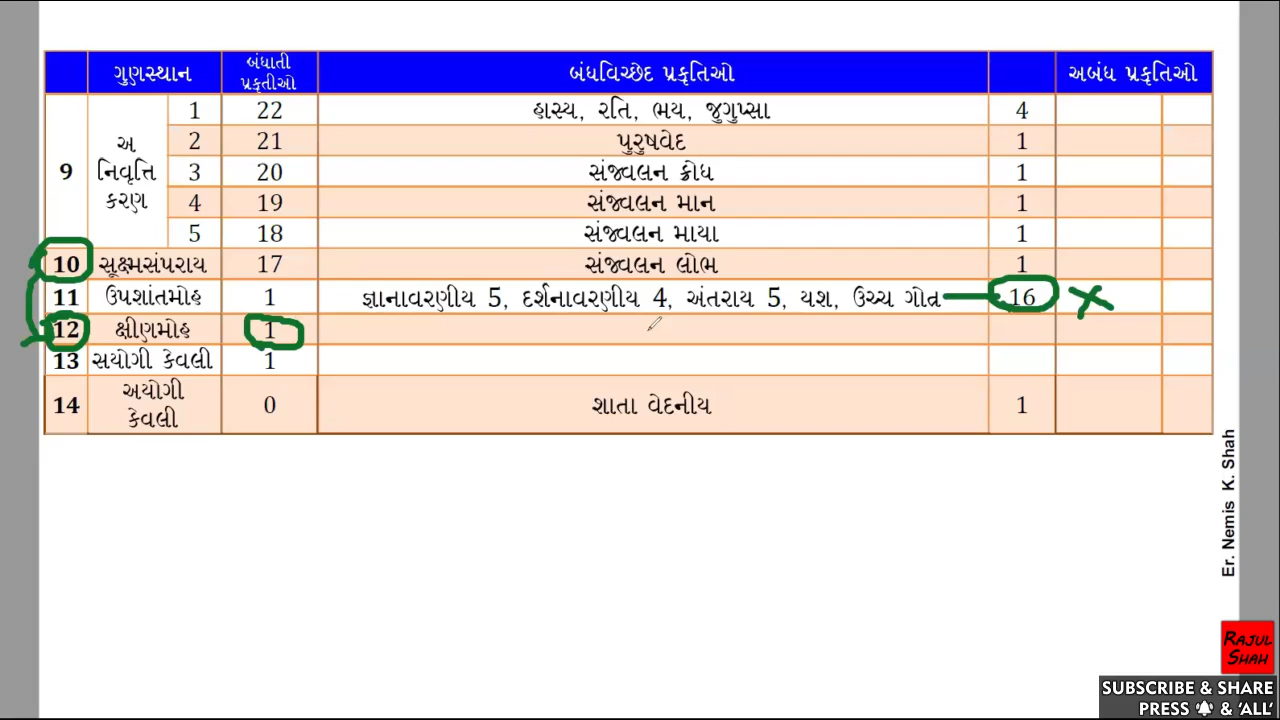 ગુણસ્થાન બંધાતી પ્રકૃતીઓ બંધવિચ્છેદ પ્રકૃતિઓ અબંધ પ્રકૃતિઓ
9 અ નિવૃત્તિ કરણ 1 22 હાસ્ય, રતિ, ભય, જુગુપ્સા 4
2 21 પુરુષવેદ 1
3 20 સંજ્વલન ક્રોધ 1
4 19 સંજ્વલન માન 1
5 18 સંજ્વલન માયા 1
10 સૂક્ષ્મસંપરાય 17 સંજ્વલન લોભ 1
11 ઉપશાંતમોહ 1 જ્ઞાનાવરણીય 5, દર્શનાવરણીય 4, અંતરાય 5, યશ, ઉચ્ચ ગોત્ર 16
12 ક્ષીણમોહ 1
13 સયોગી કેવલી 1
14 અયોગી કેવલી 0 શાતા વેદનીય 1
Er. Nemis K. Shah
RAJUL
SHAH
SUBSCRIBE & SHARE
PRESS & 'ALL'